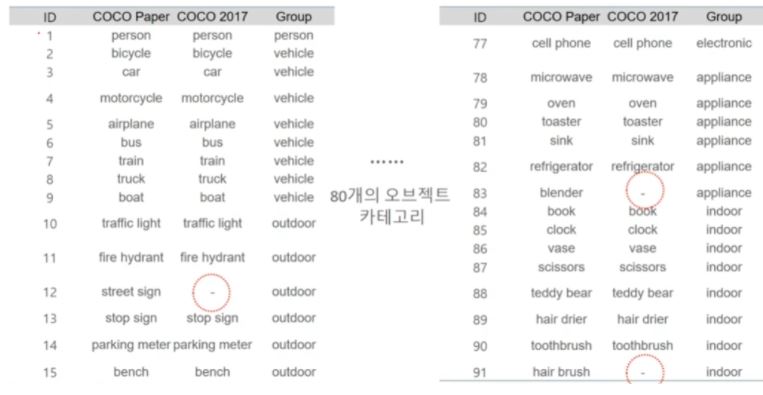 ID COCO Paper COCO 2017 Group
1 person person person
2 bicycle bicycle vehicle
3 car car vehicle
4 motorcycle motorcycle vehicle
5 airplane airplane vehicle
6 bus bus vehicle
7 train train vehicle
8 truck truck vehicle
9 boat boat vehicle
10 traffic light traffic light outdoor
11 fire hydrant fire hydrant outdoor
12 street sign - outdoor
13 stop sign stop sign outdoor
14 parking meter parking meter outdoor
15 bench bench outdoor
......
80개의 오브젝트
카테고리
ID COCO Paper COCO 2017 Group
77 cell phone cell phone electronic
78 microwave microwave appliance
79 oven oven appliance
80 toaster toaster appliance
81 sink sink appliance
82 refrigerator refrigerator appliance
83 blender - appliance
84 book book indoor
85 clock clock indoor
86 vase vase indoor
87 scissors scissors indoor
88 teddy bear teddy bear indoor
89 hair drier hair drier indoor
90 toothbrush toothbrush indoor
91 hair brush - indoor